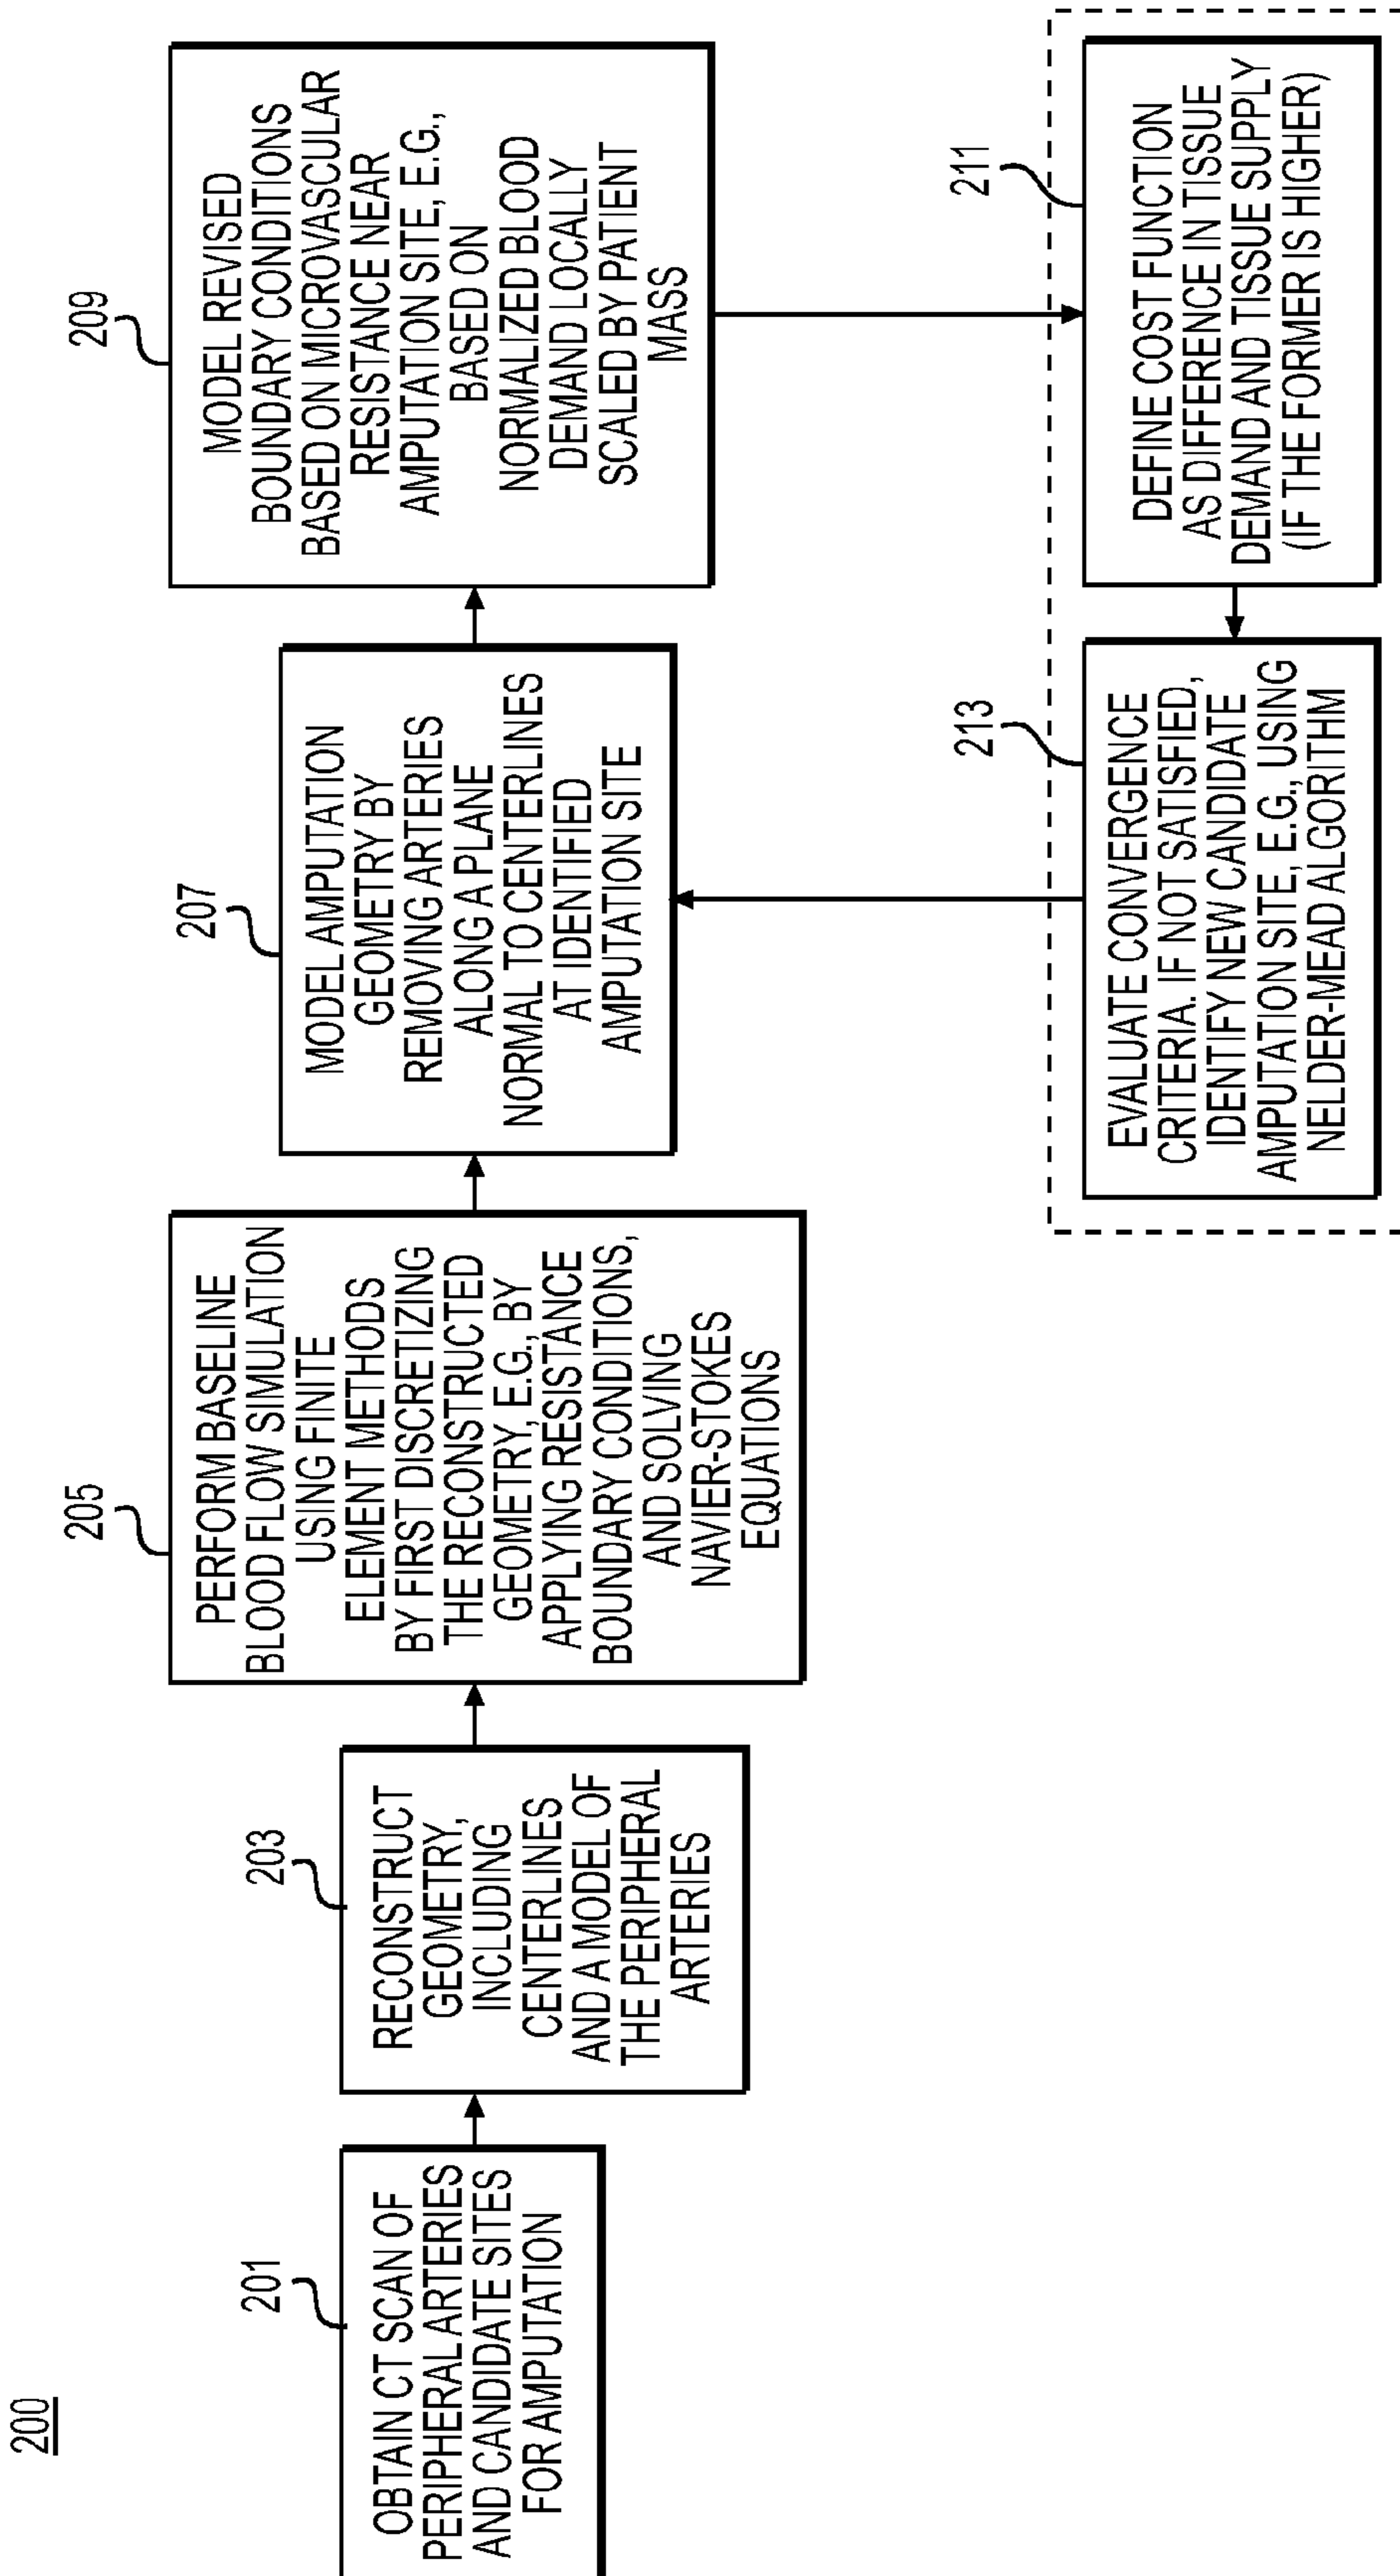 200
201
OBTAIN CT SCAN OF
PERIPHERAL ARTERIES
AND CANDIDATE SITES
FOR AMPUTATION
203
RECONSTRUCT
GEOMETRY,
INCLUDING
CENTERLINES
AND A MODEL OF
THE PERIPHERAL
ARTERIES
205
PERFORM BASELINE
BLOOD FLOW SIMULATION
USING FINITE
ELEMENT METHODS
BY FIRST DISCRETIZING
THE RECONSTRUCTED
GEOMETRY, E.G., BY
APPLYING RESISTANCE
BOUNDARY CONDITIONS,
AND SOLVING
NAVIER-STOKES
EQUATIONS
207
MODEL AMPUTATION
GEOMETRY BY
REMOVING ARTERIES
ALONG A PLANE
NORMAL TO CENTERLINES
AT IDENTIFIED
AMPUTATION SITE
209
MODEL REVISED
BOUNDARY CONDITIONS
BASED ON MICROVASCULAR
RESISTANCE NEAR
AMPUTATION SITE, E.G.,
BASED ON
NORMALIZED BLOOD
DEMAND LOCALLY
SCALED BY PATIENT
MASS
211
DEFINE COST FUNCTION
AS DIFFERENCE IN TISSUE
DEMAND AND TISSUE SUPPLY
(IF THE FORMER IS HIGHER)
213
EVALUATE CONVERGENCE
CRITERIA. IF NOT SATISFIED,
IDENTIFY NEW CANDIDATE
AMPUTATION SITE, E.G., USING
NELDER-MEAD ALGORITHM